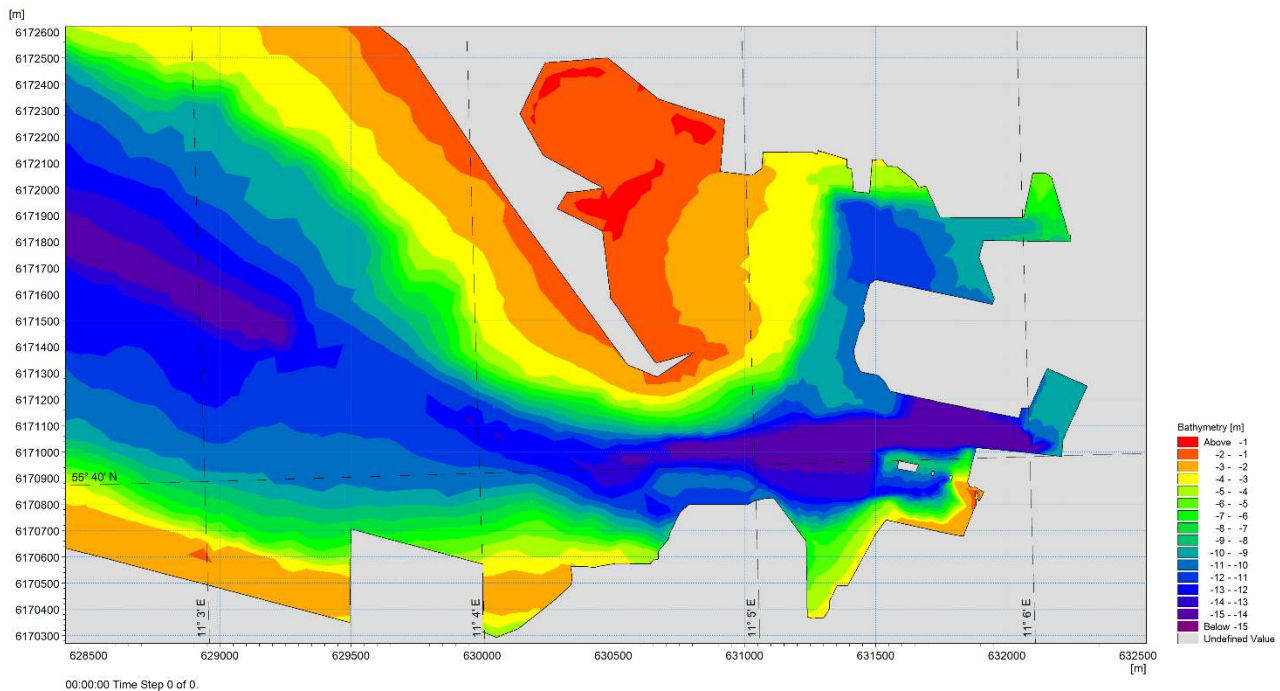 [m]
6172600
6172500
6172400
6172300
6172200
6172100
6172000
6171900
6171800
6171700
6171600
6171500
6171400
6171300
6171200
6171100
6171000
6170900
6170800
6170700
6170600
6170500
6170400
6170300
55° 40' N
11° 3' E
11° 4' E
11° 5' E
11° 6' E
628500 629000 629500 630000 630500 631000 631500 632000 632500
[m]
Bathymetry [m]
Above -1
-2 - -1
-3 - -2
-4 - -3
-5 - -4
-6 - -5
-7 - -6
-8 - -7
-9 - -8
-10 - -9
-11 - -10
-12 - -11
-13 - -12
-14 - -13
-15 - -14
Below -15
Undefined Value
00:00:00 Time Step 0 of 0.